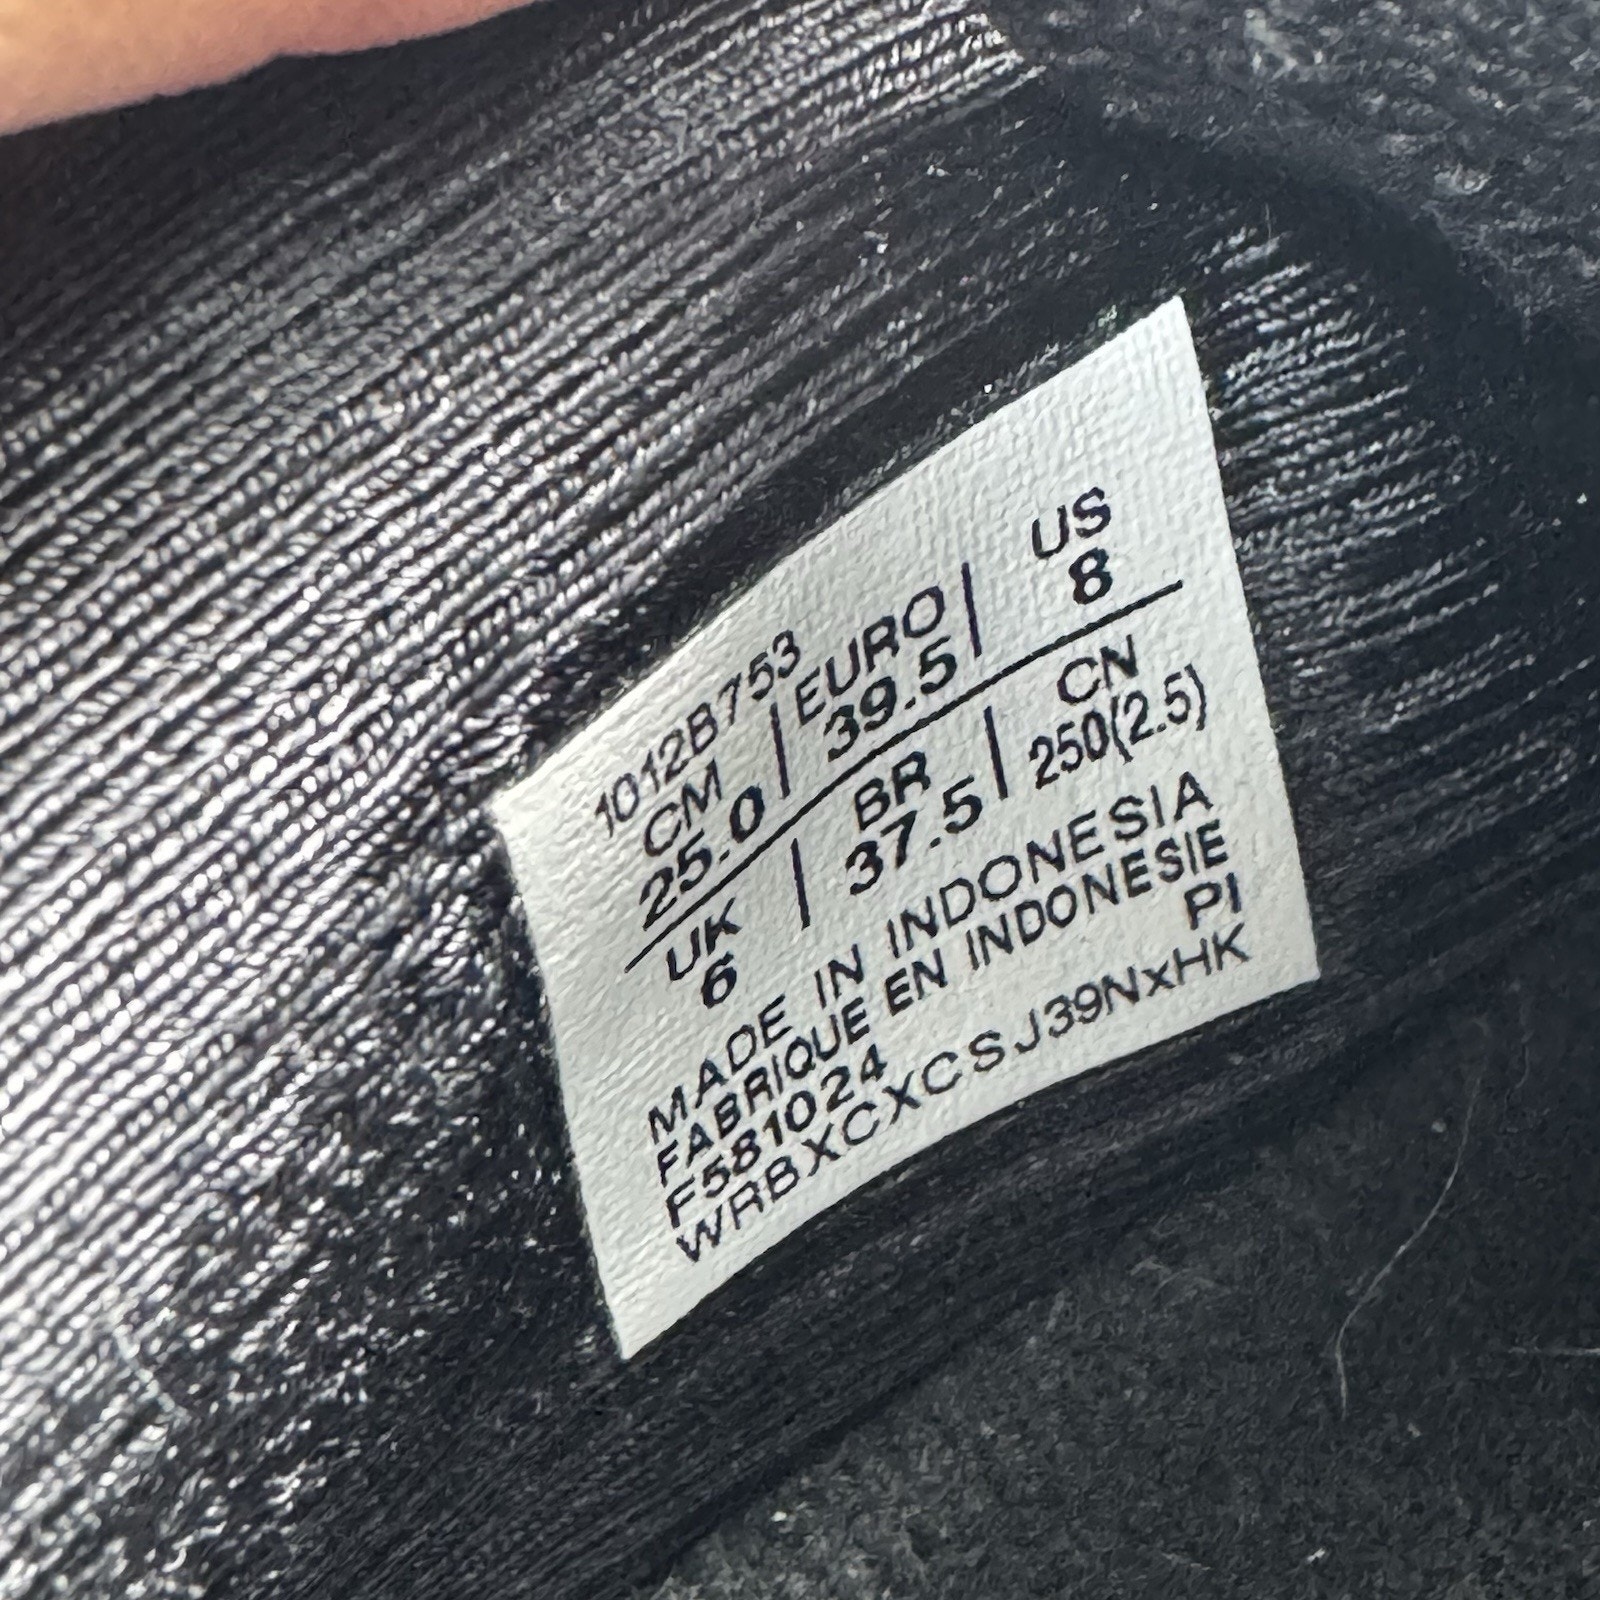 1012B753
CM | EURO | US
25.0 | 39.5 | 8
UK | BR | CN
6 | 37.5 | 250(2.5)
MADE IN INDONESIA
FABRIQUE EN INDONESIE
F581024 PI
WRBXCXCSJ39NxHK